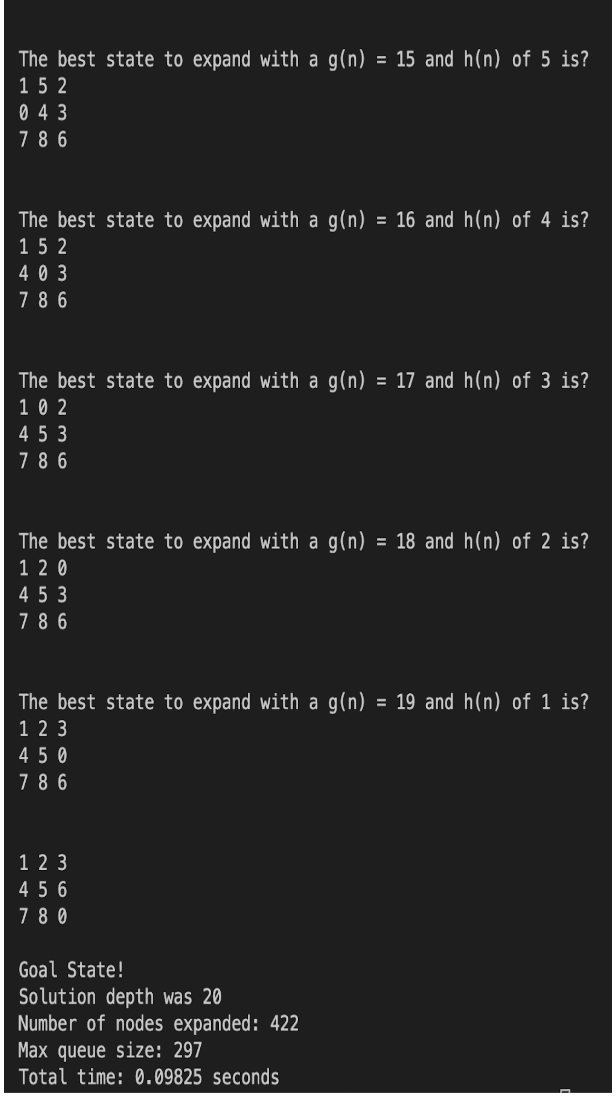 The best state to expand with a g(n) = 15 and h(n) of 5 is?
1 5 2
0 4 3
7 8 6
The best state to expand with a g(n) = 16 and h(n) of 4 is?
1 5 2
4 0 3
7 8 6
The best state to expand with a g(n) = 17 and h(n) of 3 is?
1 0 2
4 5 3
7 8 6
The best state to expand with a g(n) = 18 and h(n) of 2 is?
1 2 0
4 5 3
7 8 6
The best state to expand with a g(n) = 19 and h(n) of 1 is?
1 2 3
4 5 0
7 8 6
1 2 3
4 5 6
7 8 0
Goal State!
Solution depth was 20
Number of nodes expanded: 422
Max queue size: 297
Total time: 0.09825 seconds